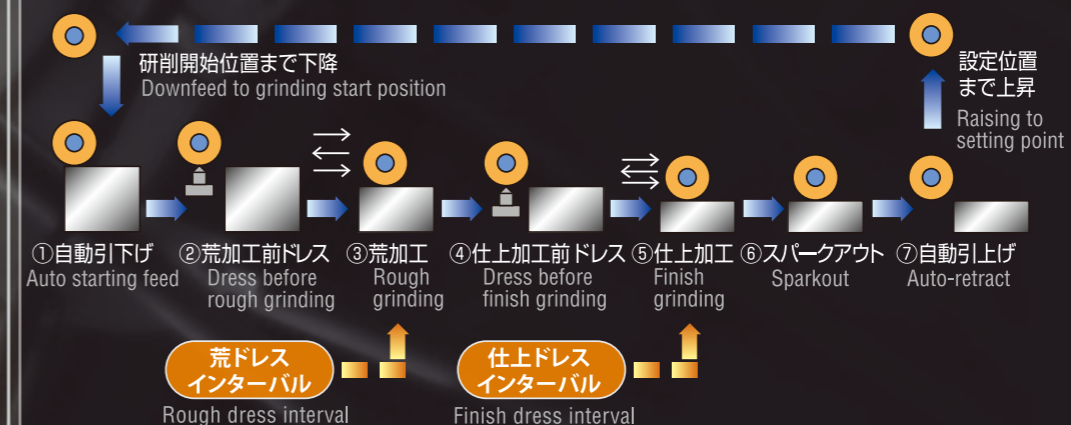 研削開始位置まで下降
Downfeed to grinding start position
設定位置
まで上昇
Raising to
setting point
①自動引下げ
Auto starting feed
②荒加工前ドレス
Dress before
rough grinding
③荒加工
Rough
grinding
④仕上加工前ドレス
Dress before
finish grinding
⑤仕上加工
Finish
grinding
⑥スパークアウト
Sparkout
⑦自動引上げ
Auto-retract
荒ドレス
インターバル
Rough dress interval
仕上ドレス
インターバル
Finish dress interval